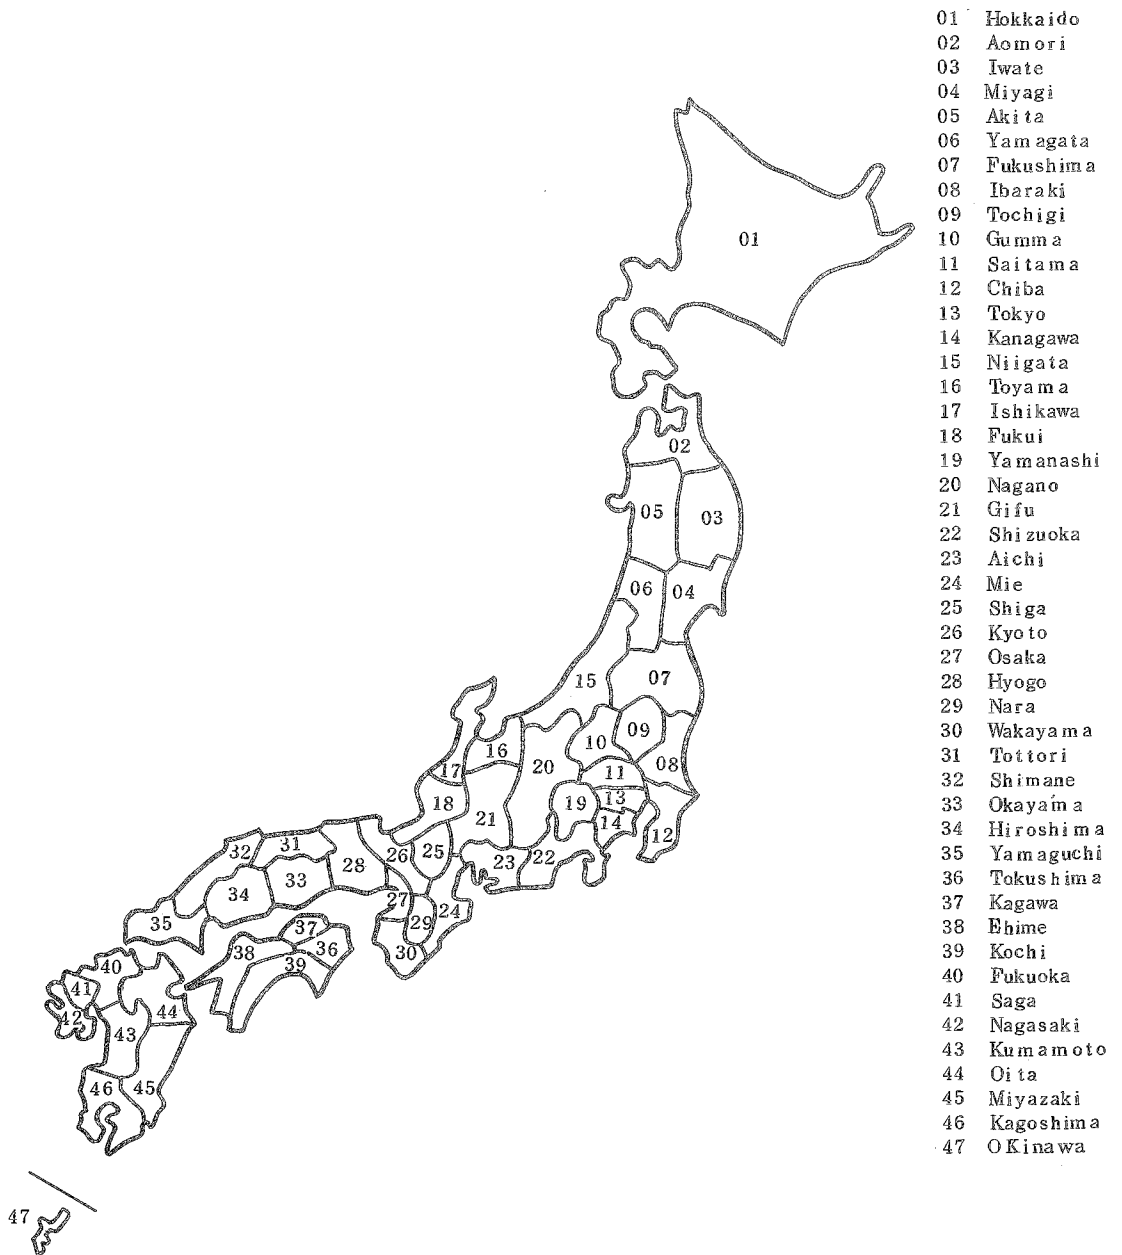 01 Hokkaido
02 Aomori
03 Iwate
04 Miyagi
05 Akita
06 Yamagata
07 Fukushima
08 Ibaraki
09 Tochigi
10 Gumma
11 Saitama
12 Chiba
13 Tokyo
14 Kanagawa
15 Niigata
16 Toyama
17 Ishikawa
18 Fukui
19 Yamanashi
20 Nagano
21 Gifu
22 Shizuoka
23 Aichi
24 Mie
25 Shiga
26 Kyoto
27 Osaka
28 Hyogo
29 Nara
30 Wakayama
31 Tottori
32 Shimane
33 Okayama
34 Hiroshima
35 Yamaguchi
36 Tokushima
37 Kagawa
38 Ehime
39 Kochi
40 Fukuoka
41 Saga
42 Nagasaki
43 Kumamoto
44 Oita
45 Miyazaki
46 Kagoshima
47 OKinawa
01
02
05
03
06
04
15
07
09
16
10
17
20
08
11
18
19
13
21
14
12
31
32
26
25
28
23
22
33
34
27
24
35
29
37
38
30
36
39
40
41
44
42
43
46
45
47